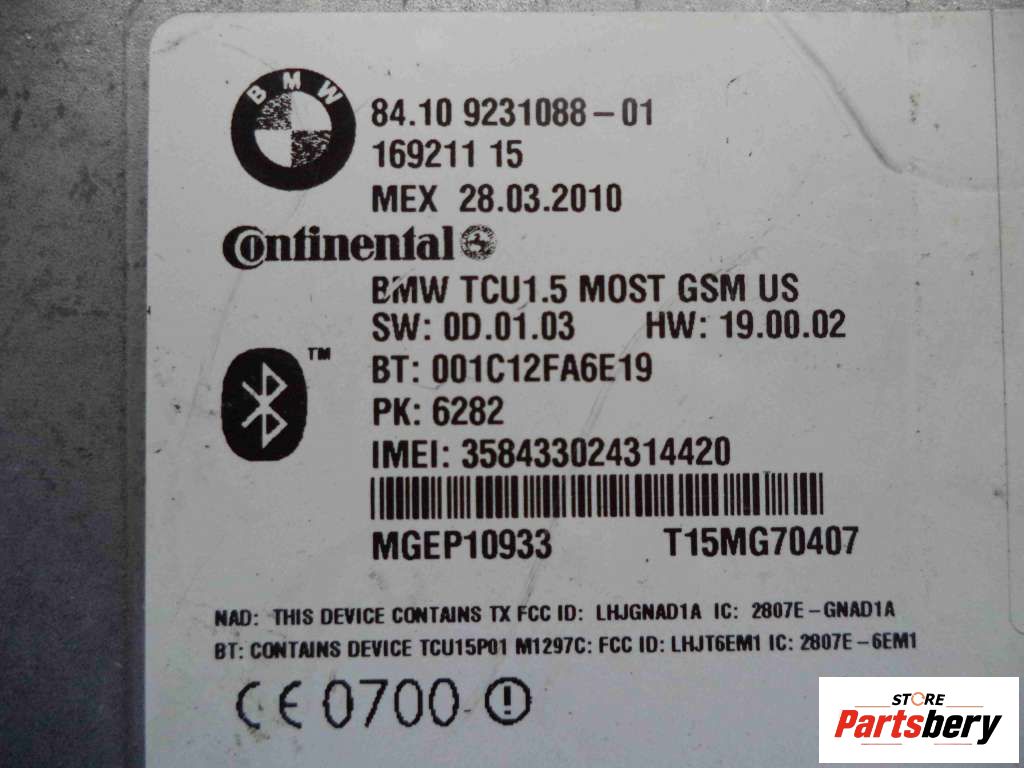 BMW
84.10 9231088-01
169211 15
MEX 28.03.2010
Continental
BMW TCU1.5 MOST GSM US
SW: 0D.01.03 HW: 19.00.02
TM
BT: 001C12FA6E19
PK: 6282
IMEI: 358433024314420
MGEP10933 T15MG70407
NAD: THIS DEVICE CONTAINS TX FCC ID: LHJGNAD1A IC: 2807E-GNAD1A
BT: CONTAINS DEVICE TCU15P01 M1297C: FCC ID: LHJT6EM1 IC: 2807E-6EM1
CE 0700
STORE
Partsbery